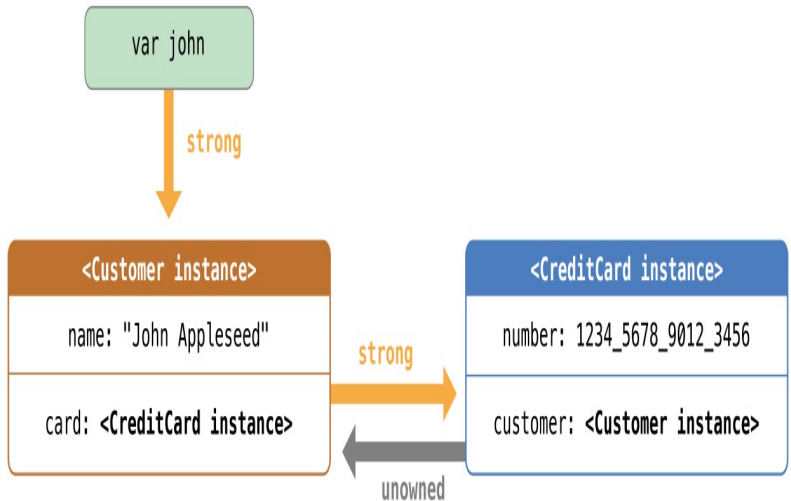 var john
strong
<Customer instance>
name: "John Appleseed"
card: <CreditCard instance>
strong
unowned
<CreditCard instance>
number: 1234_5678_9012_3456
customer: <Customer instance>